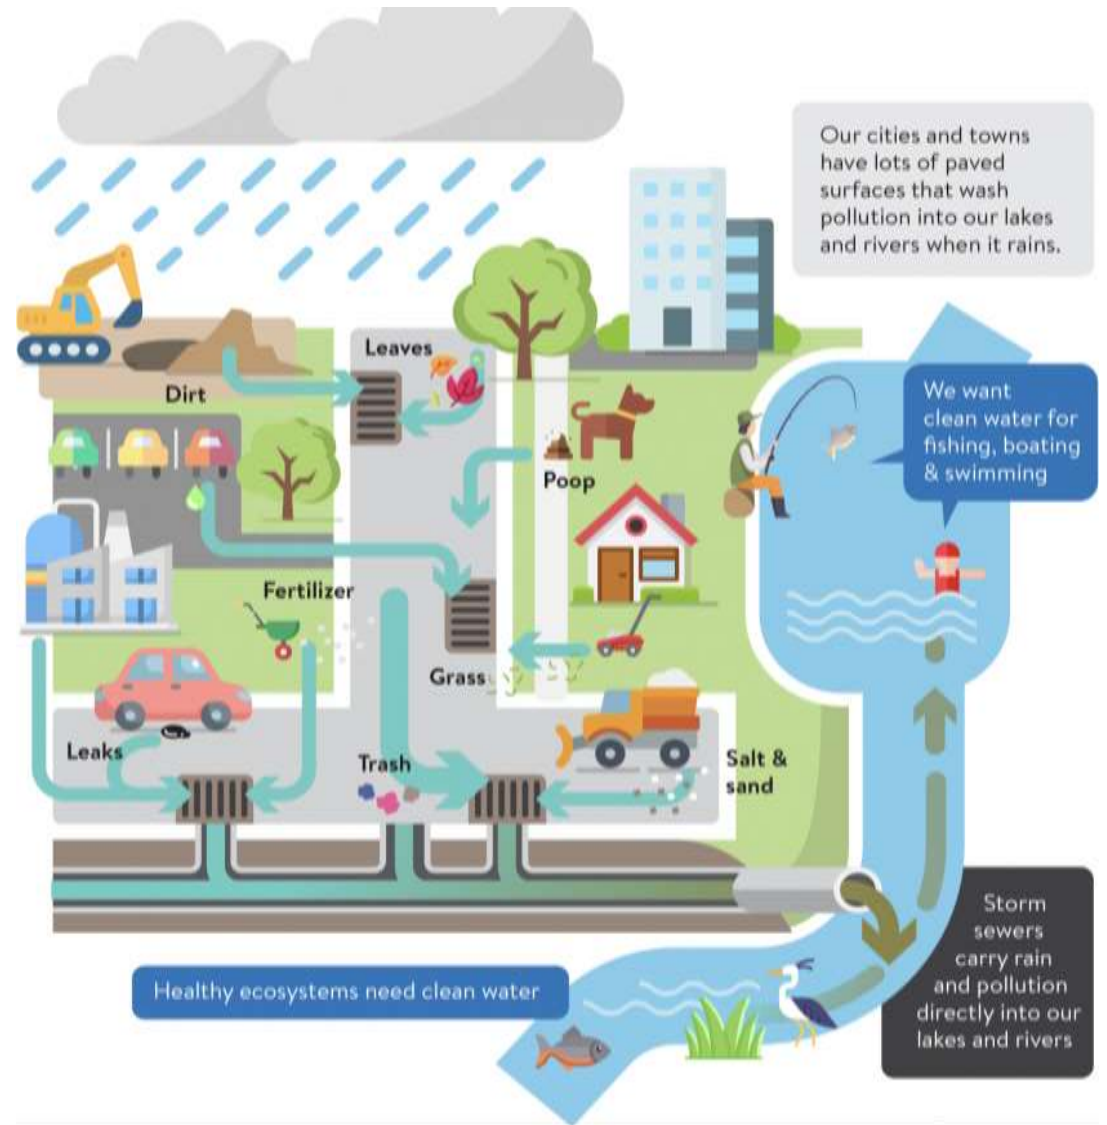 Our cities and towns
have lots of paved
surfaces that wash
pollution into our lakes
and rivers when it rains.
Leaves
Dirt
We want
clean water for
fishing, boating
& swimming
Poop
Fertilizer
Grass
Leaks
Trash
Salt &
sand
Storm
sewers
carry rain
and pollution
directly into our
lakes and rivers
Healthy ecosystems need clean water